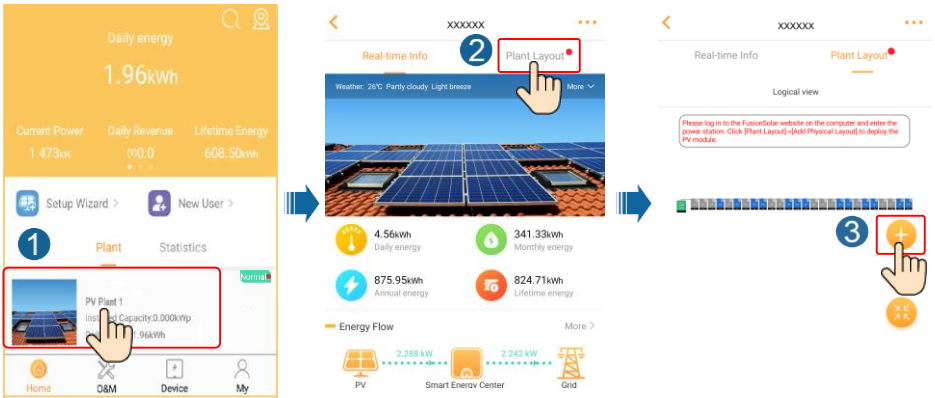 Daily energy
1.96kWh
Current Power
Daily Revenue
Lifetime Energy
1.473kW
(¥)0.0
608.50kWh
Setup Wizard >
New User >
1
Plant
Statistics
Normal
PV Plant 1
Installed Capacity:0.000kWp
1.96kWh
Home
O&M
Device
My
xxxxxx
2
Real-time Info
Plant Layout
Weather: 26℃ Partly cloudy Light breeze
More
4.56kWh
Daily energy
341.33kWh
Monthly energy
875.95kWh
Annual energy
824.71kWh
Lifetime energy
Energy Flow
More >
2.288 kW
2.242 kW
PV
Smart Energy Center
Grid
xxxxxx
Real-time Info
Plant Layout
Logical view
Please log in to the FusionSolar website on the computer and enter the
power station. Click [Plant Layout]->[Add Physical Layout] to deploy the
PV module.
3